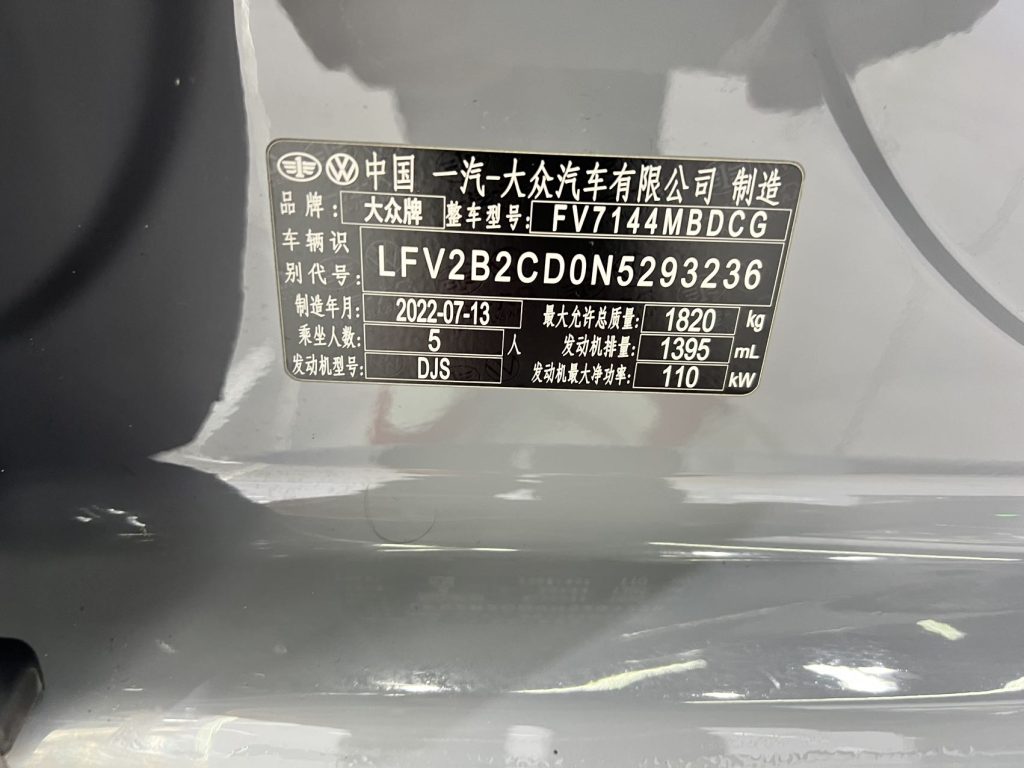 中国 一汽-大众汽车有限公司 制造
品牌: 大众牌 整车型号: FV7144MBDCG
车辆识别代号: LFV2B2CD0N5293236
制造年月: 2022-07-13 最大允许总质量: 1820 kg
乘坐人数: 5 人 发动机排量: 1395 mL
发动机型号: DJS 发动机最大净功率: 110 kW